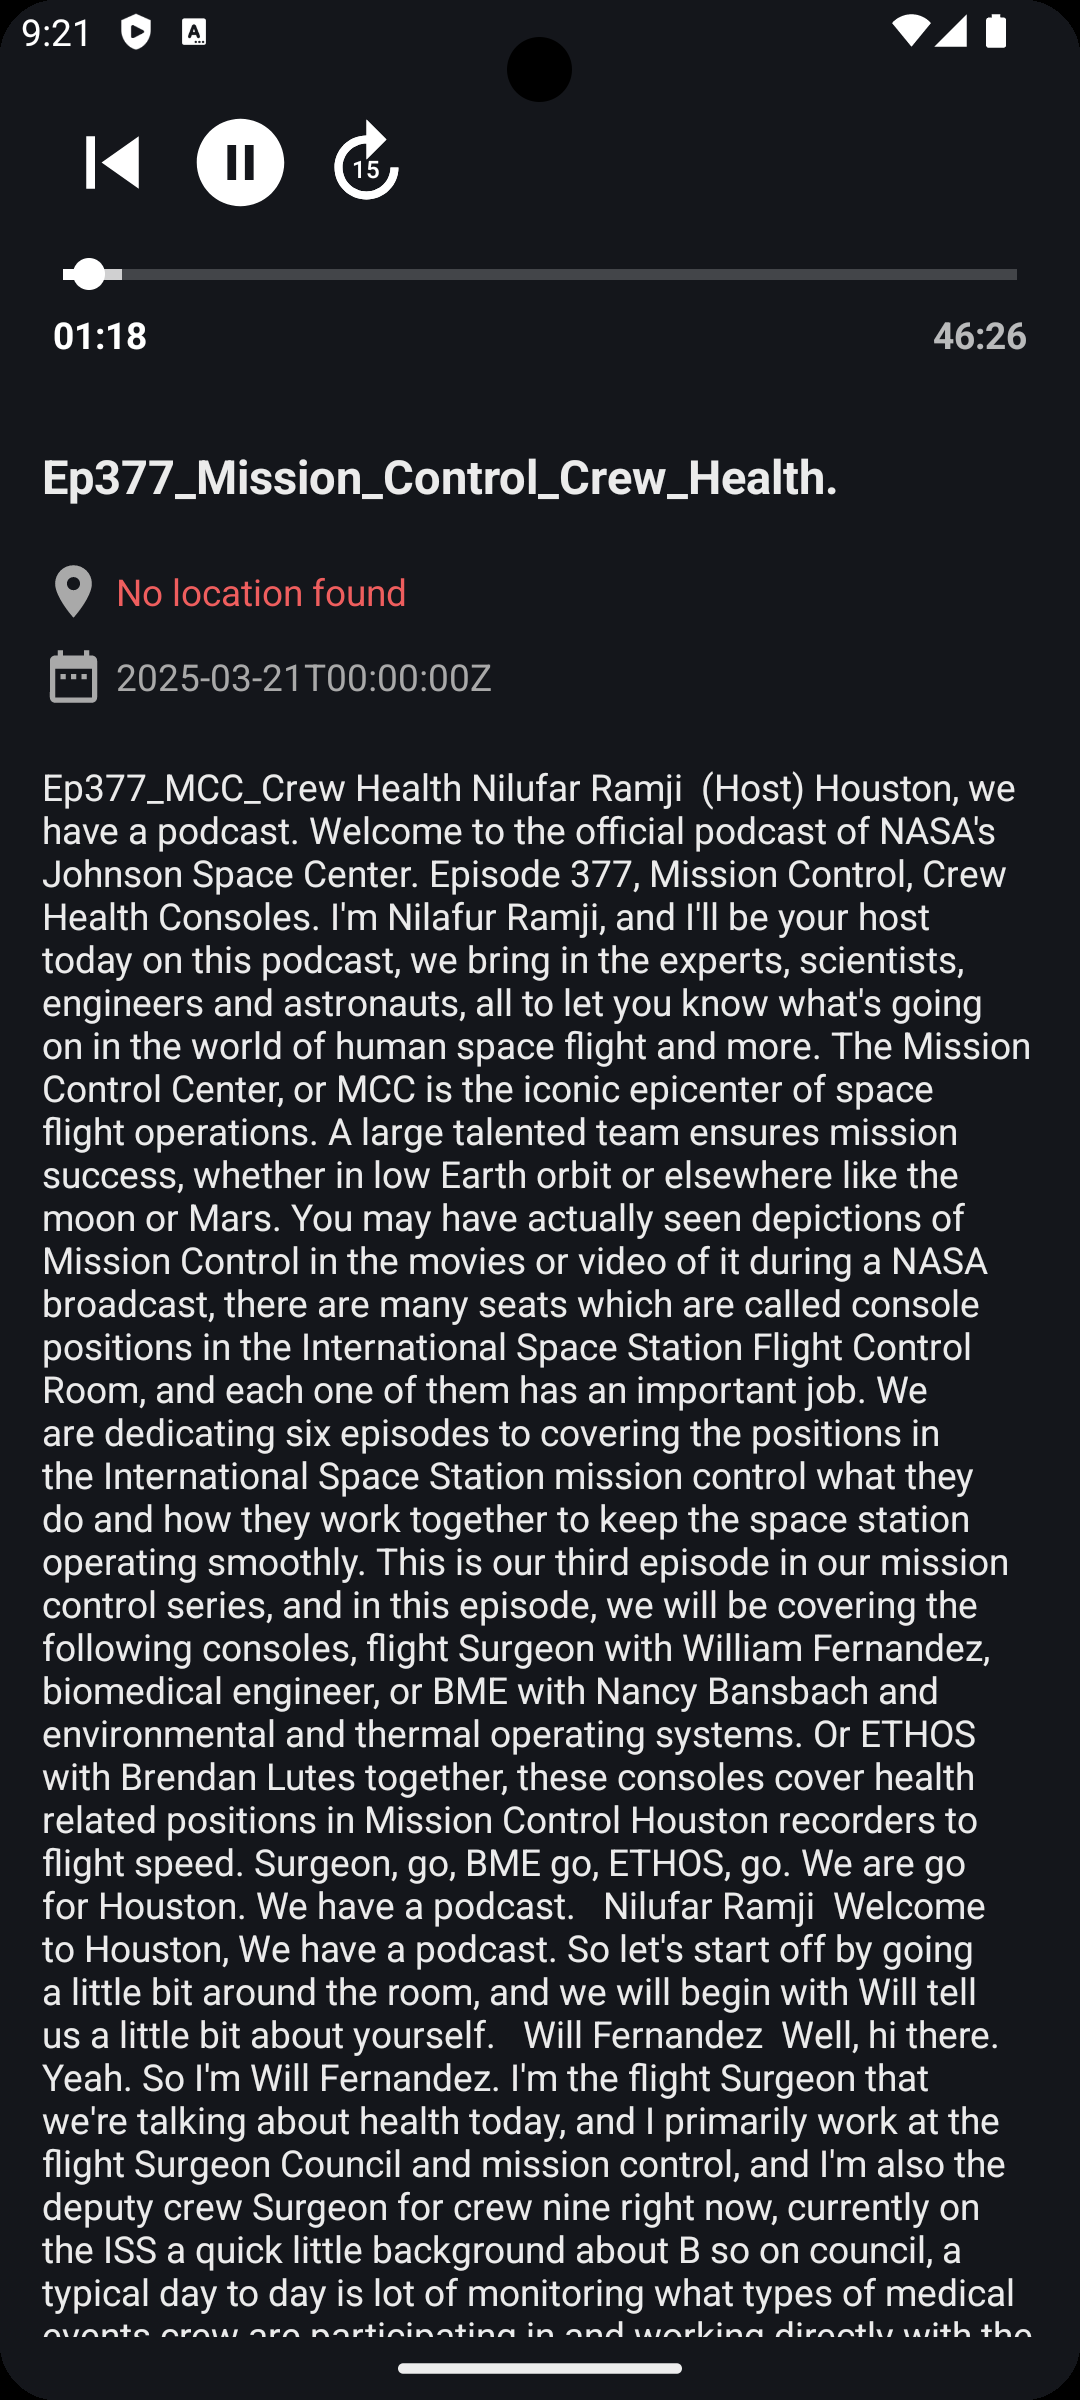 9:21
15
01:18
46:26
Ep377_Mission_Control_Crew_Health.
No location found
2025-03-21T00:00:00Z
Ep377_MCC_Crew Health Nilufar Ramji  (Host) Houston, we
have a podcast. Welcome to the official podcast of NASA's
Johnson Space Center. Episode 377, Mission Control, Crew
Health Consoles. I'm Nilafur Ramji, and I'll be your host
today on this podcast, we bring in the experts, scientists,
engineers and astronauts, all to let you know what's going
on in the world of human space flight and more. The Mission
Control Center, or MCC is the iconic epicenter of space
flight operations. A large talented team ensures mission
success, whether in low Earth orbit or elsewhere like the
moon or Mars. You may have actually seen depictions of
Mission Control in the movies or video of it during a NASA
broadcast, there are many seats which are called console
positions in the International Space Station Flight Control
Room, and each one of them has an important job. We
are dedicating six episodes to covering the positions in
the International Space Station mission control what they
do and how they work together to keep the space station
operating smoothly. This is our third episode in our mission
control series, and in this episode, we will be covering the
following consoles, flight Surgeon with William Fernandez,
biomedical engineer, or BME with Nancy Bansbach and
environmental and thermal operating systems. Or ETHOS
with Brendan Lutes together, these consoles cover health
related positions in Mission Control Houston recorders to
flight speed. Surgeon, go, BME go, ETHOS, go. We are go
for Houston. We have a podcast.   Nilufar Ramji  Welcome
to Houston, We have a podcast. So let's start off by going
a little bit around the room, and we will begin with Will tell
us a little bit about yourself.   Will Fernandez  Well, hi there.
Yeah. So I'm Will Fernandez. I'm the flight Surgeon that
we're talking about health today, and I primarily work at the
flight Surgeon Council and mission control, and I'm also the
deputy crew Surgeon for crew nine right now, currently on
the ISS a quick little background about B so on council, a
typical day to day is lot of monitoring what types of medical
events crew are participating in and working directly with the